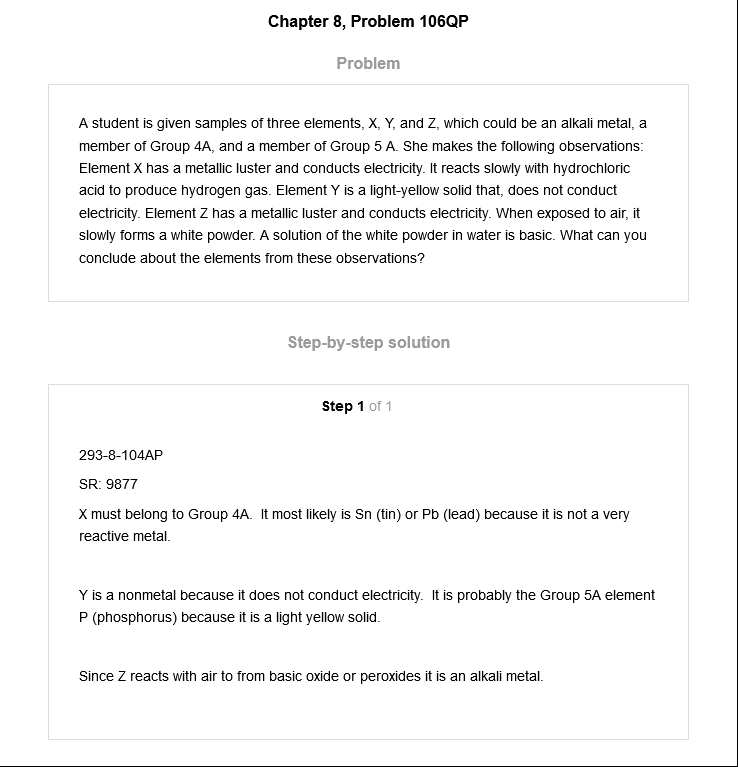 Chapter 8, Problem 106QP
Problem
A student is given samples of three elements, X, Y, and Z, which could be an alkali metal, a
member of Group 4A, and a member of Group 5 A. She makes the following observations:
Element X has a metallic luster and conducts electricity. It reacts slowly with hydrochloric
acid to produce hydrogen gas. Element Y is a light-yellow solid that, does not conduct
electricity. Element Z has a metallic luster and conducts electricity. When exposed to air, it
slowly forms a white powder. A solution of the white powder in water is basic. What can you
conclude about the elements from these observations?
Step-by-step solution
Step 1 of 1
293-8-104AP
SR: 9877
X must belong to Group 4A.  It most likely is Sn (tin) or Pb (lead) because it is not a very
reactive metal.
Y is a nonmetal because it does not conduct electricity.  It is probably the Group 5A element
P (phosphorus) because it is a light yellow solid.
Since Z reacts with air to from basic oxide or peroxides it is an alkali metal.